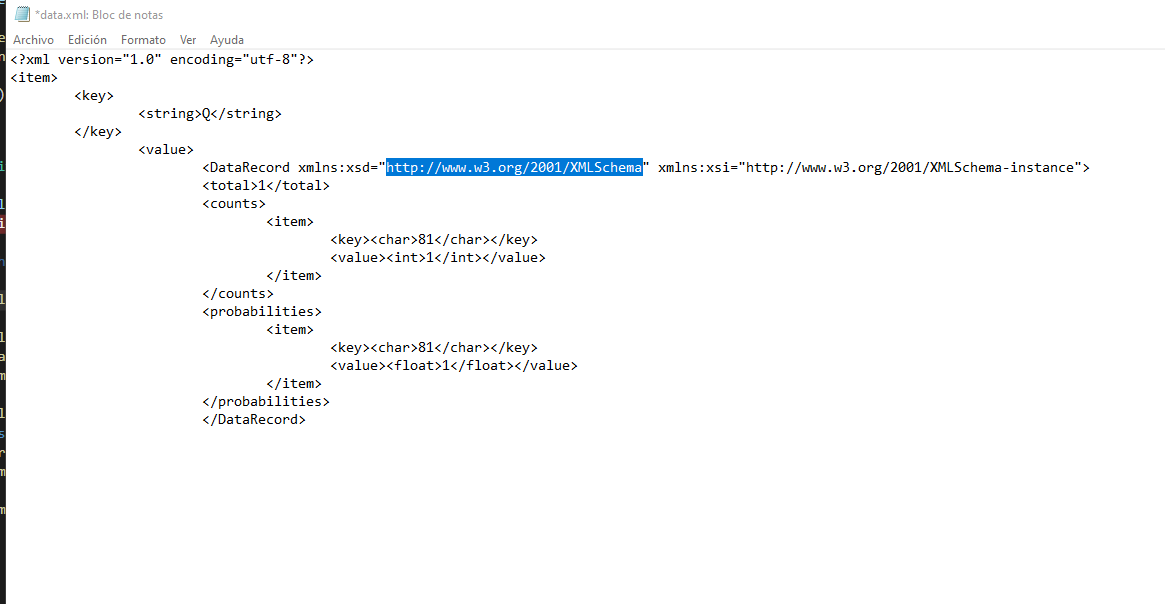 *data.xml: Bloc de notas
Archivo Edición Formato Ver Ayuda
<?xml version="1.0" encoding="utf-8"?>
<item>
<key>
<string>Q</string>
</key>
<value>
<DataRecord xmlns:xsd="http://www.w3.org/2001/XMLSchema" xmlns:xsi="http://www.w3.org/2001/XMLSchema-instance">
<total>1</total>
<counts>
<item>
<key><char>81</char></key>
<value><int>1</int></value>
</item>
</counts>
<probabilities>
<item>
<key><char>81</char></key>
<value><float>1</float></value>
</item>
</probabilities>
</DataRecord>